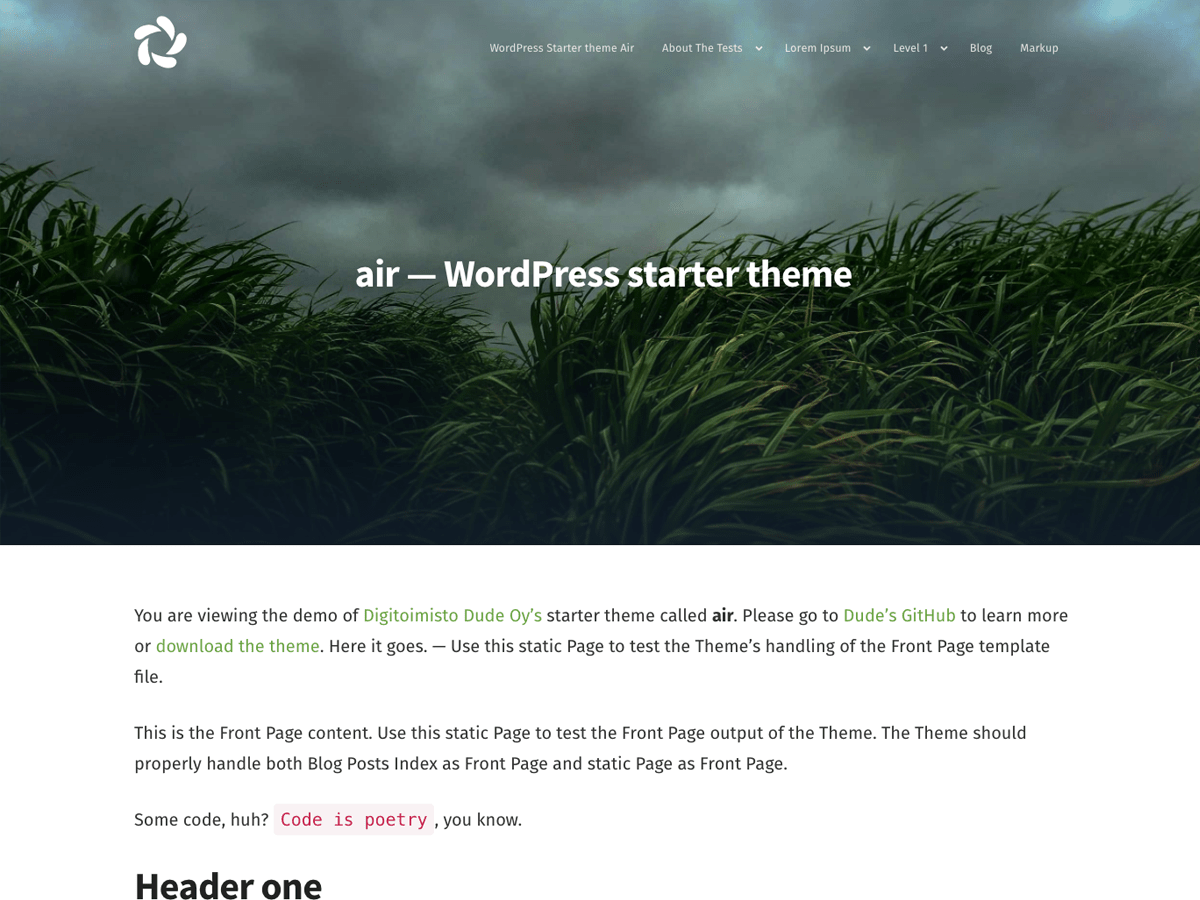 WordPress Starter theme Air About The Tests Lorem Ipsum Level 1 Blog Markup
air — WordPress starter theme
You are viewing the demo of Digitoimisto Dude Oy’s starter theme called air. Please go to Dude’s GitHub to learn more
or download the theme. Here it goes. — Use this static Page to test the Theme’s handling of the Front Page template
file.
This is the Front Page content. Use this static Page to test the Front Page output of the Theme. The Theme should
properly handle both Blog Posts Index as Front Page and static Page as Front Page.
Some code, huh? Code is poetry, you know.
Header one